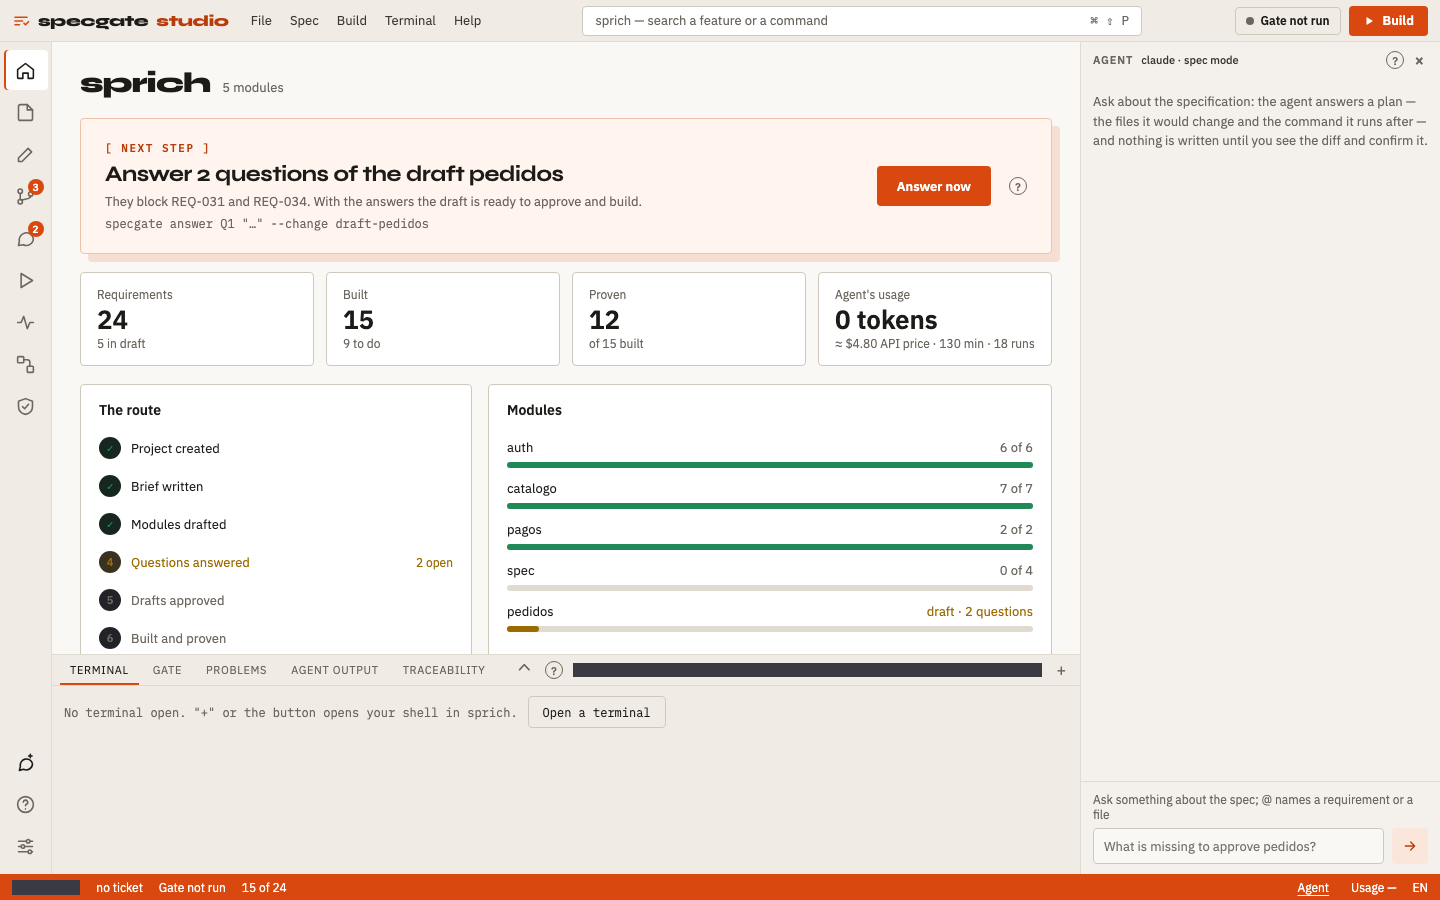 specgate studio
File Spec Build Terminal Help
sprich — search a feature or a command ⌘ ⇧ P
Gate not run
Build
sprich 5 modules
[ NEXT STEP ]
Answer 2 questions of the draft pedidos
They block REQ-031 and REQ-034. With the answers the draft is ready to approve and build.
specgate answer Q1 "…" --change draft-pedidos
Answer now
?
3
2
Requirements
24
5 in draft
Built
15
9 to do
Proven
12
of 15 built
Agent's usage
0 tokens
≈ $4.80 API price · 130 min · 18 runs
The route
✓ Project created
✓ Brief written
✓ Modules drafted
4 Questions answered 2 open
5 Drafts approved
6 Built and proven
Modules
auth 6 of 6
catalogo 7 of 7
pagos 2 of 2
spec 0 of 4
pedidos draft · 2 questions
TERMINAL GATE PROBLEMS AGENT OUTPUT TRACEABILITY ? +
No terminal open. "+" or the button opens your shell in sprich. Open a terminal
AGENT claude · spec mode ? ×
Ask about the specification: the agent answers a plan —
the files it would change and the command it runs after —
and nothing is written until you see the diff and confirm it.
Ask something about the spec; @ names a requirement or a
file
What is missing to approve pedidos? →
no ticket Gate not run 15 of 24
Agent Usage — EN